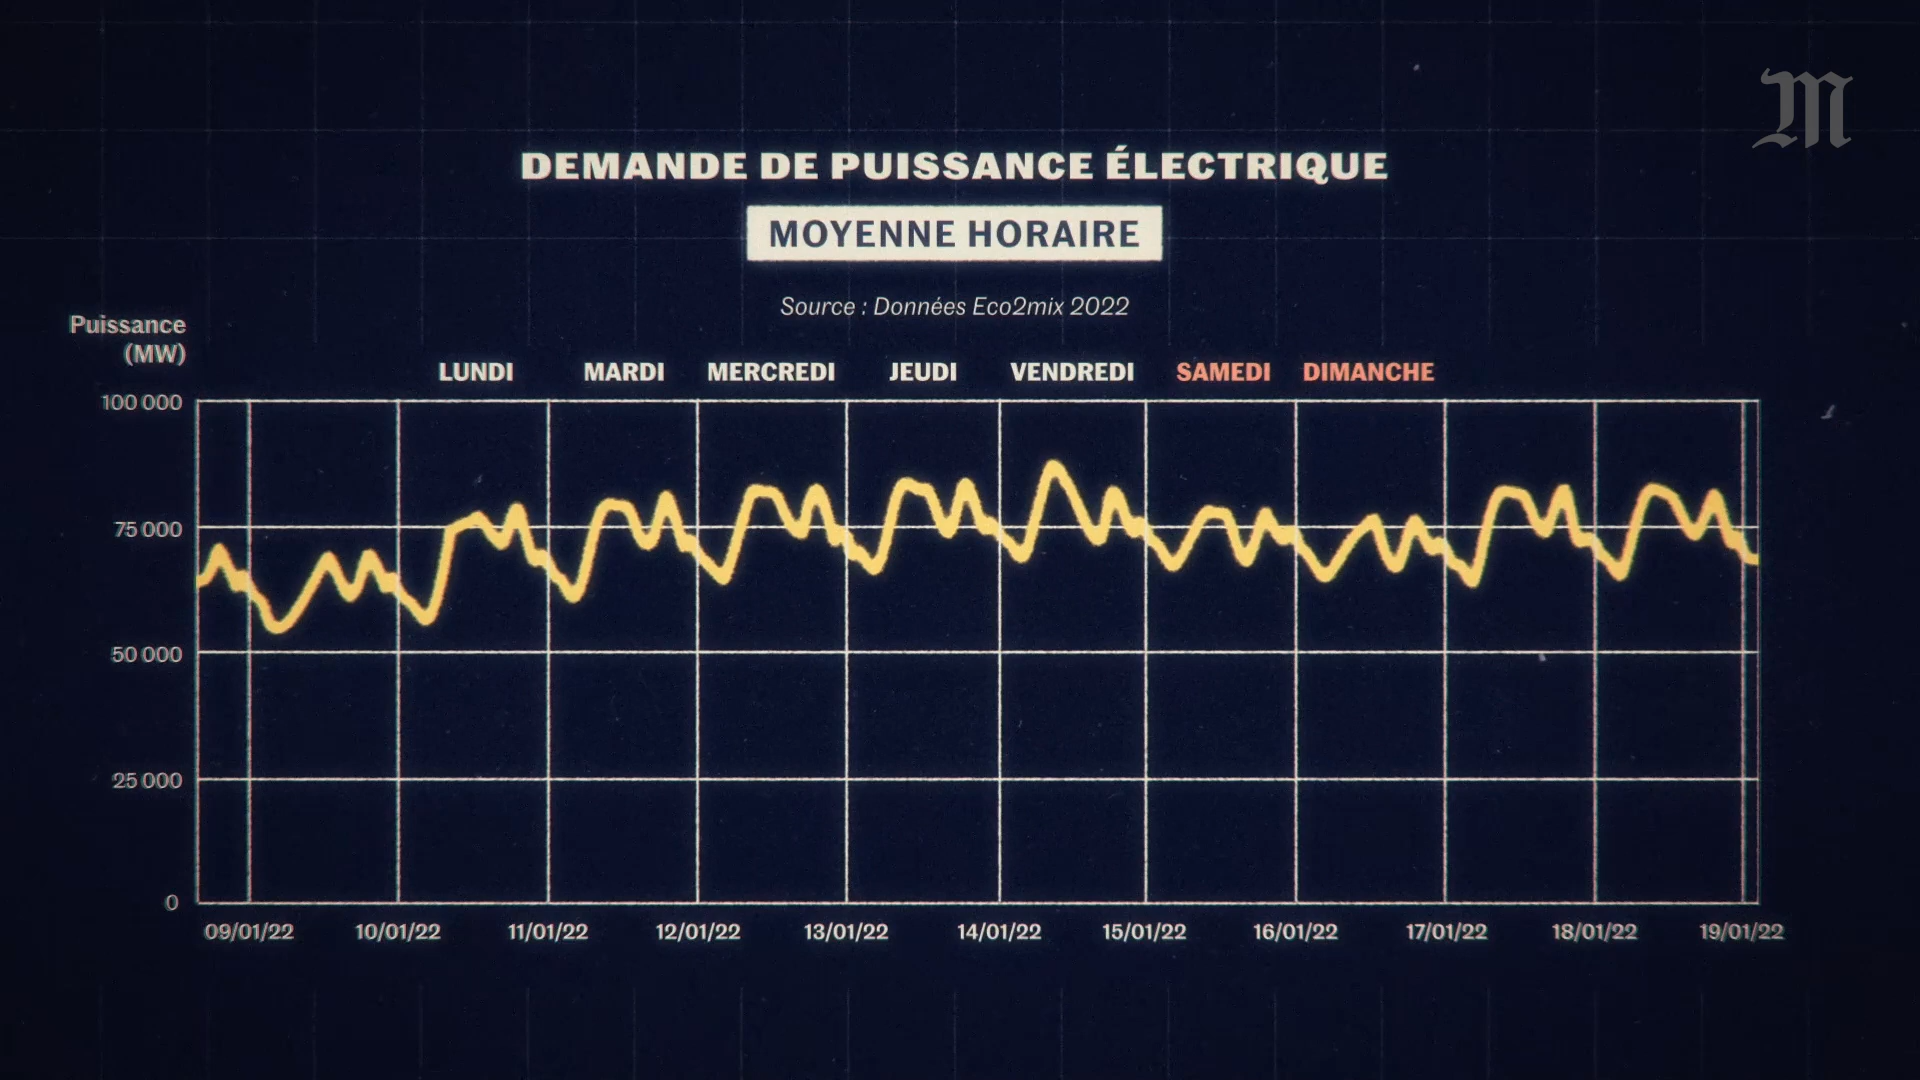 M
DEMANDE DE PUISSANCE ÉLECTRIQUE
MOYENNE HORAIRE
Source : Données Eco2mix 2022
Puissance
(MW)
LUNDI MARDI MERCREDI JEUDI VENDREDI SAMEDI DIMANCHE
100 000
75 000
50 000
25 000
0
09/01/22 10/01/22 11/01/22 12/01/22 13/01/22 14/01/22 15/01/22 16/01/22 17/01/22 18/01/22 19/01/22